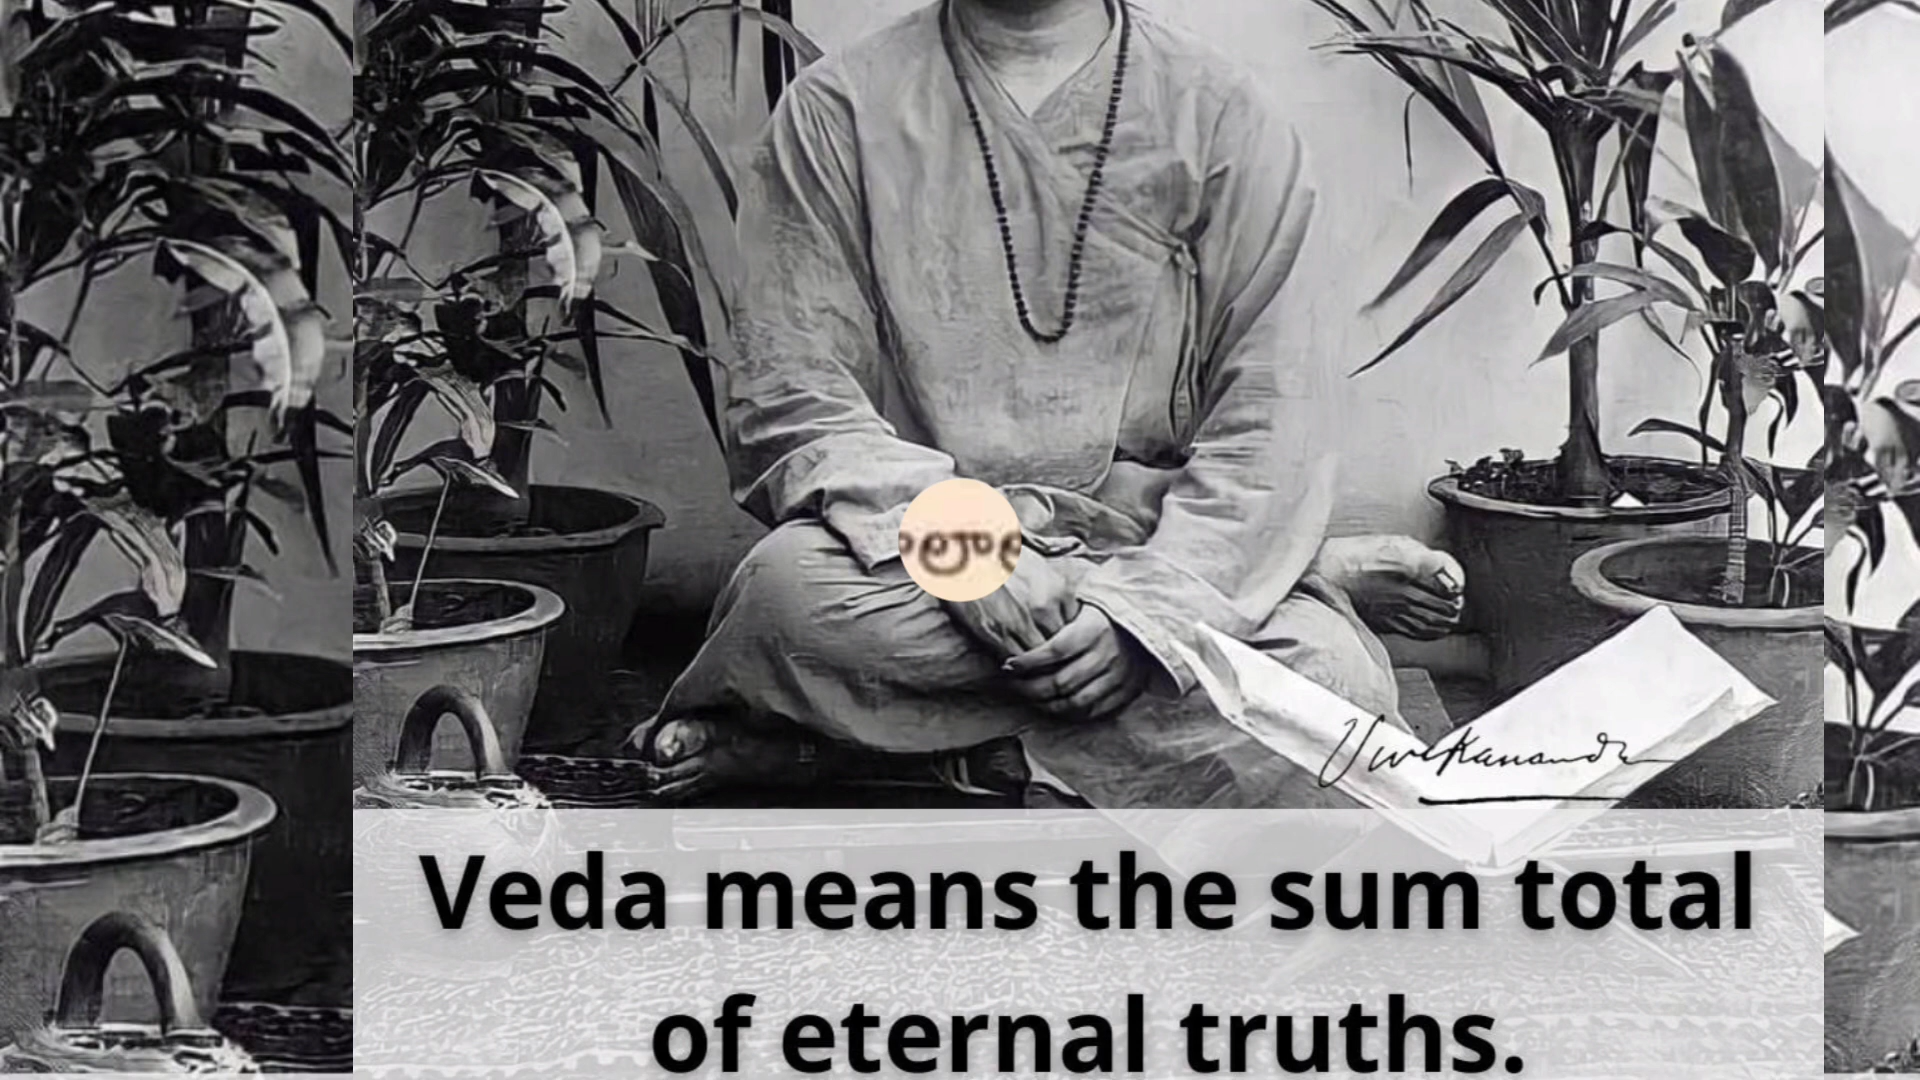 Vivekananda
Veda means the sum total
of eternal truths.